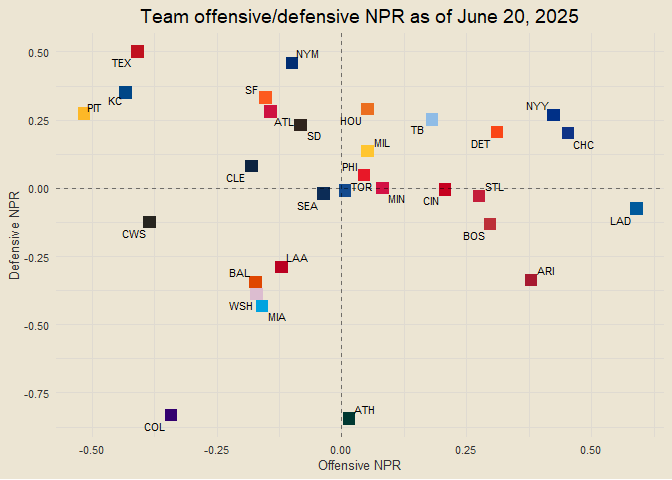 Team offensive/defensive NPR as of June 20, 2025
0.50
TEX
NYM
KC
PIT
SF
ATL
SD
HOU
TB
NYY
DET
CHC
0.25
MIL
PHI
CLE
0.00
TOR
SEA
MIN
CIN
STL
LAD
CWS
BOS
-0.25
LAA
BAL
ARI
WSH
MIA
-0.50
-0.75
COL
ATH
-0.50
-0.25
0.00
0.25
0.50
Offensive NPR
Defensive NPR